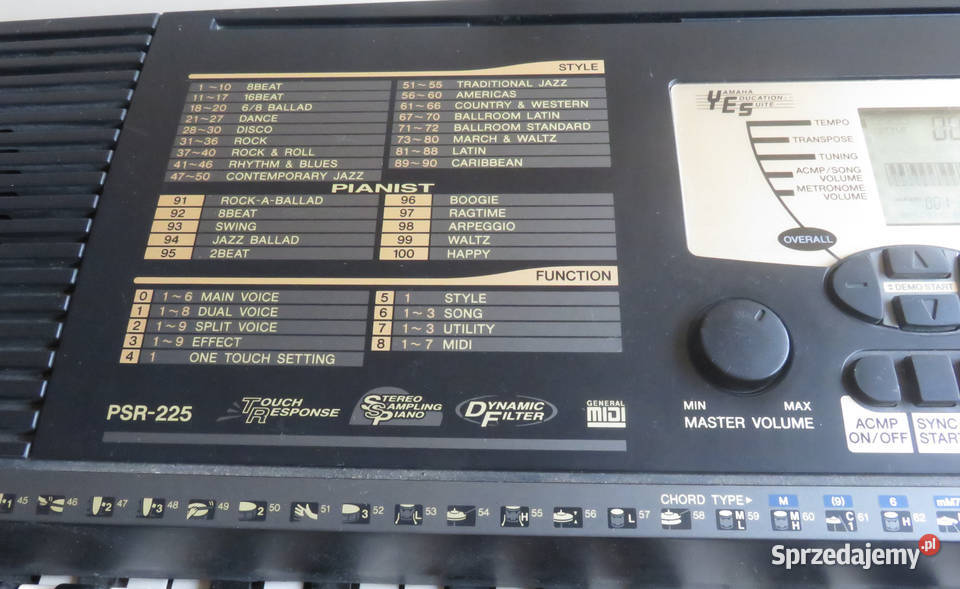 STYLE
1~10 8BEAT
11~17 16BEAT
18~20 6/8 BALLAD
21~27 DANCE
28~30 DISCO
31~36 ROCK
37~40 ROCK & ROLL
41~46 RHYTHM & BLUES
47~50 CONTEMPORARY JAZZ
51~55 TRADITIONAL JAZZ
56~60 AMERICAS
61~66 COUNTRY & WESTERN
67~70 BALLROOM LATIN
71~72 BALLROOM STANDARD
73~80 MARCH & WALTZ
81~88 LATIN
89~90 CARIBBEAN
PIANIST
91 ROCK-A-BALLAD
92 8BEAT
93 SWING
94 JAZZ BALLAD
95 2BEAT
96 BOOGIE
97 RAGTIME
98 ARPEGGIO
99 WALTZ
100 HAPPY
FUNCTION
0 1~6 MAIN VOICE
1 1~8 DUAL VOICE
2 1~9 SPLIT VOICE
3 1~9 EFFECT
4 1 ONE TOUCH SETTING
5 1 STYLE
6 1~3 SONG
7 1~3 UTILITY
8 1~7 MIDI
PSR-225
TOUCH RESPONSE
STEREO SAMPLING PIANO
DYNAMIC FILTER
GENERAL MIDI
YAMAHA EDUCATION SUITE
TEMPO
TRANSPOSE
TUNING
ACMP/SONG
VOLUME
METRONOME
VOLUME
OVERALL
001
DEMO START
MIN MAX
MASTER VOLUME
ACMP
ON/OFF
SYNC
START
CHORD TYPE M (9) 6 mM7
1 45 46 2 47 3 48 49 2 50 51 3 52 L 53 54 H 55 56 L 57 58 M L 59 M H 60 C 1 61 H 62
Sprzedajemy.pl